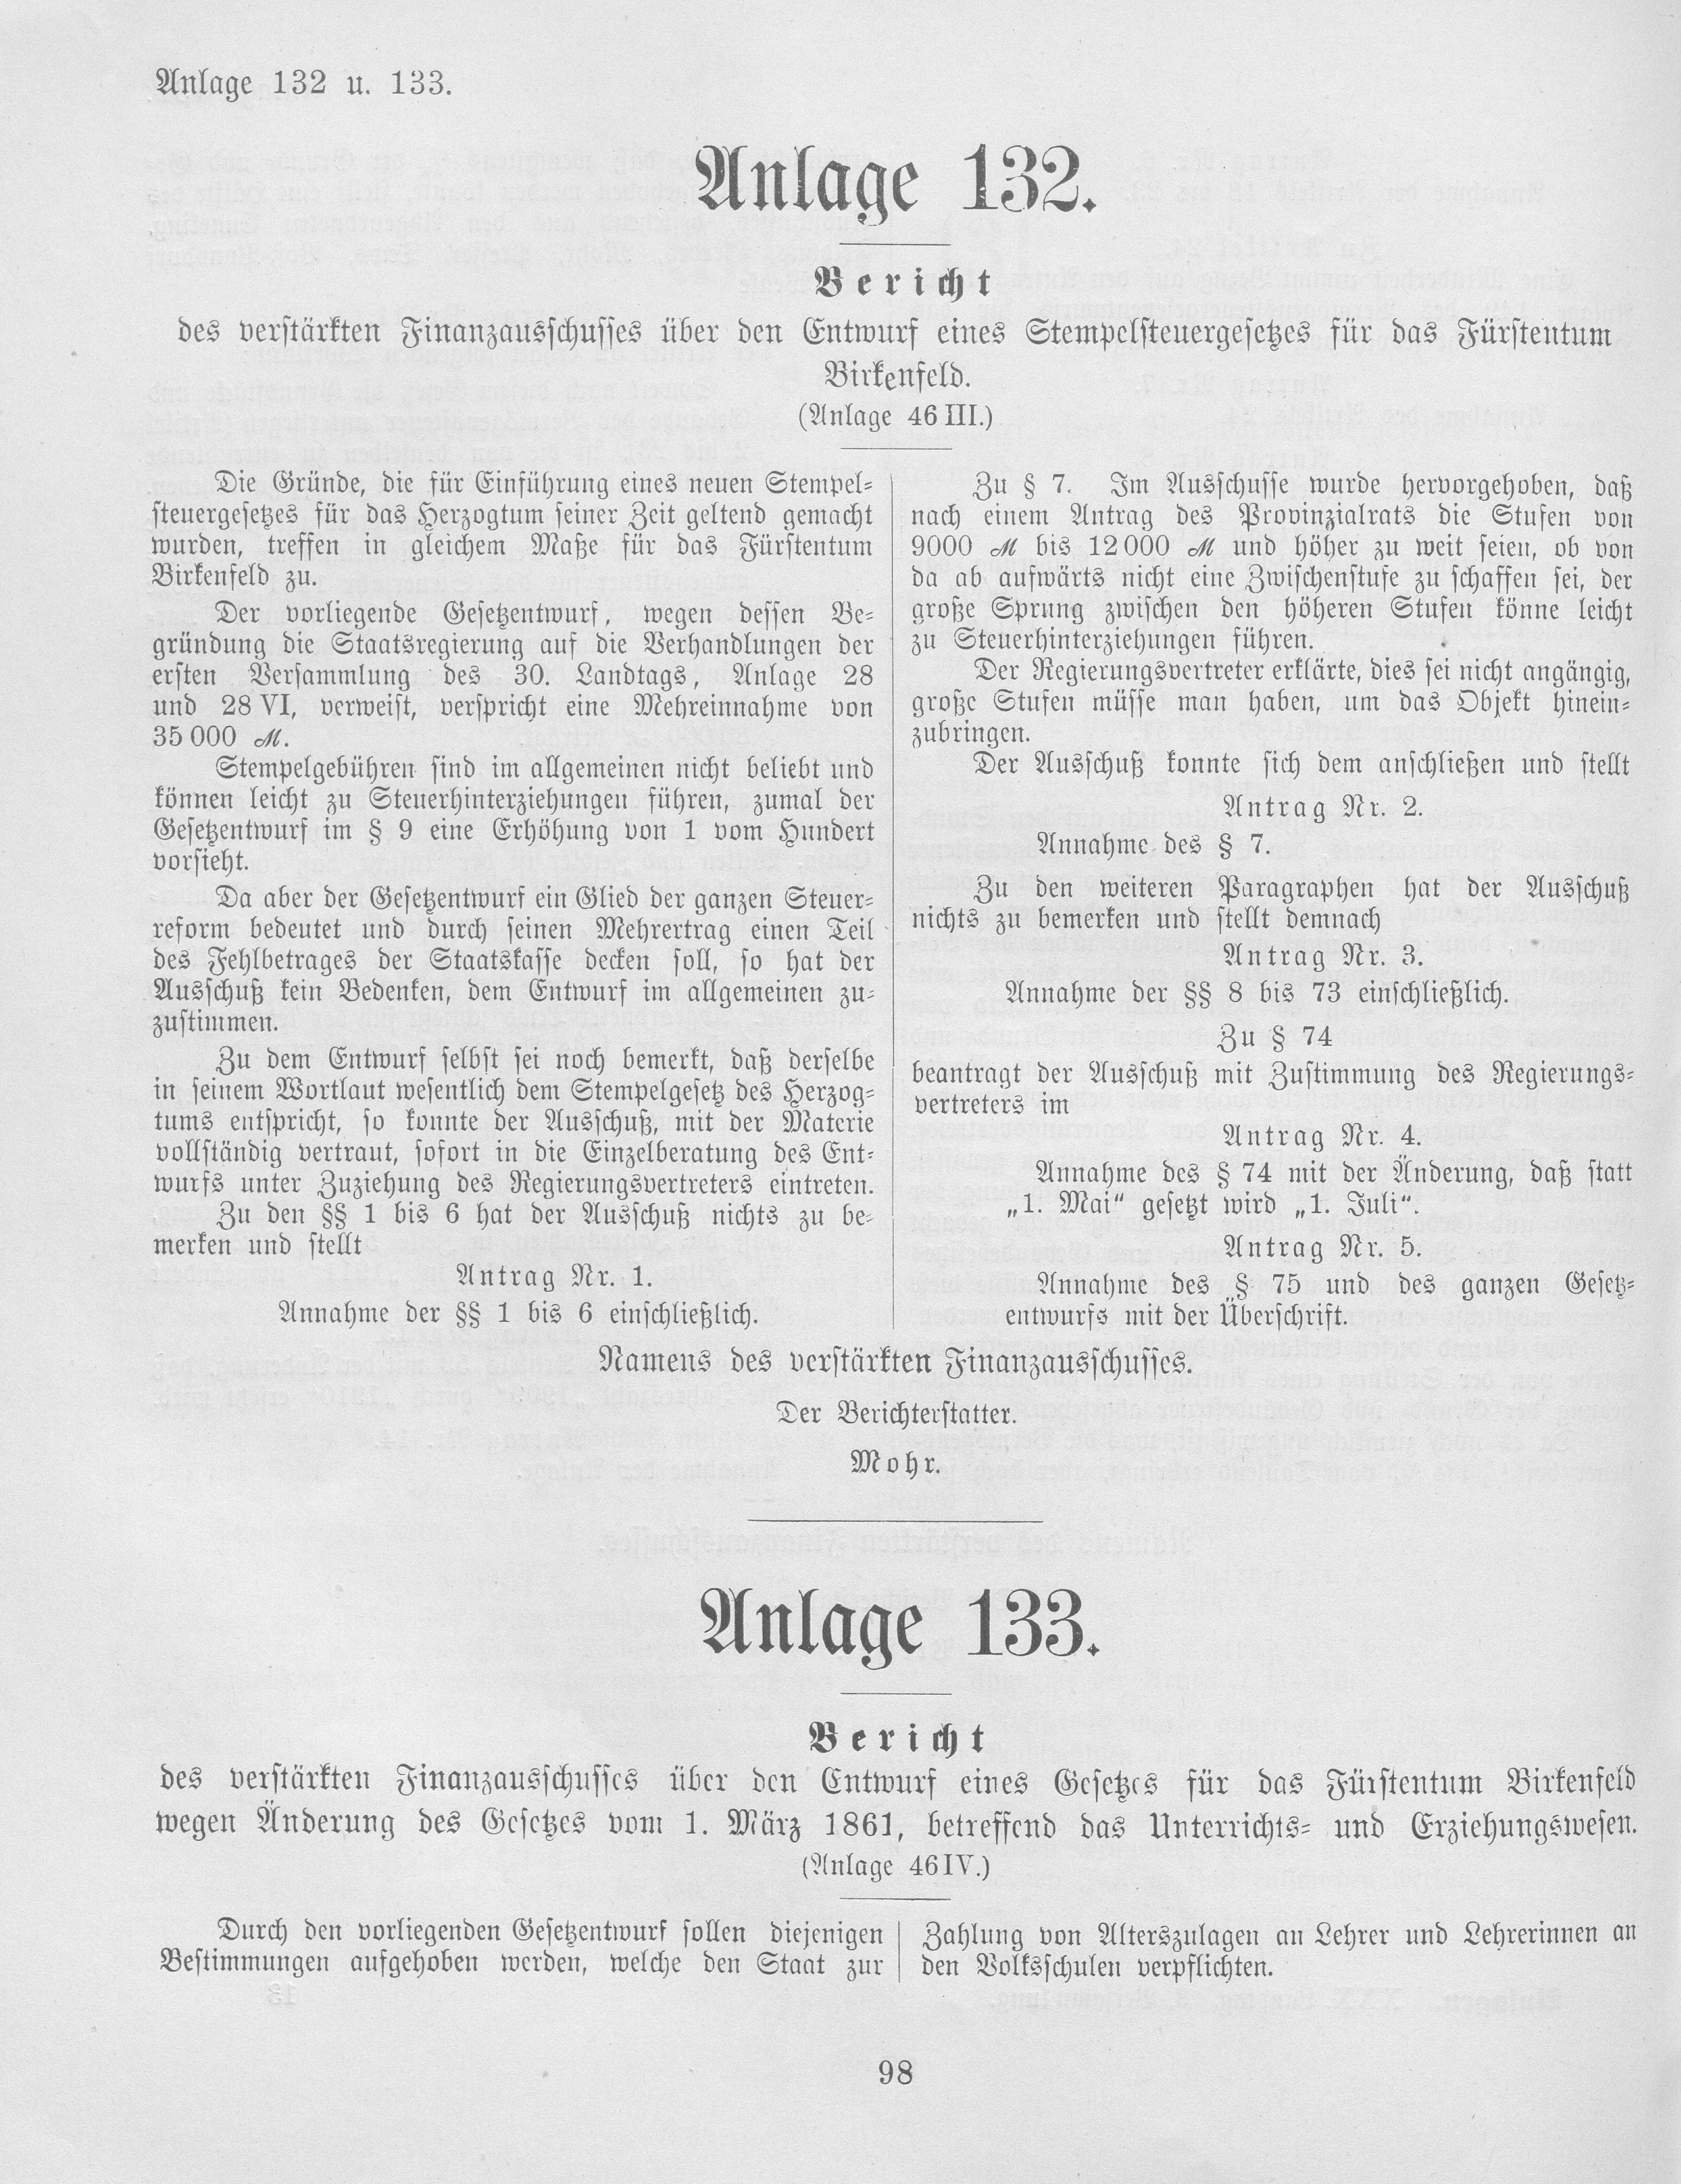 Anlage 132 u. 133.
Anlage 132.
Bericht
des verstärkten Finanzausschusses über den Entwurf eines Stempelsteuergesetzes für das Fürstentum
Birkenfeld.
(Anlage 46 III.)
Die Gründe, die für Einführung eines neuen Stempel-
steuergesetzes für das Herzogtum seiner Zeit geltend gemacht
wurden, treffen in gleichem Maße für das Fürstentum
Birkenfeld zu.
Der vorliegende Gesetzentwurf, wegen dessen Be-
gründung die Staatsregierung auf die Verhandlungen der
ersten Versammlung des 30. Landtags, Anlage 28
und 28 VI, verweist, verspricht eine Mehreinnahme von
35 000 ℳ.
Stempelgebühren sind im allgemeinen nicht beliebt und
können leicht zu Steuerhinterziehungen führen, zumal der
Gesetzentwurf im § 9 eine Erhöhung von 1 vom Hundert
vorsieht.
Da aber der Gesetzentwurf ein Glied der ganzen Steuer-
reform bedeutet und durch seinen Mehrertrag einen Teil
des Fehlbetrages der Staatskasse decken soll, so hat der
Ausschuß kein Bedenken, dem Entwurf im allgemeinen zu-
zustimmen.
Zu dem Entwurf selbst sei noch bemerkt, daß derselbe
in seinem Wortlaut wesentlich dem Stempelgesetz des Herzog-
tums entspricht, so konnte der Ausschuß, mit der Materie
vollständig vertraut, sofort in die Einzelberatung des Ent-
wurfs unter Zuziehung des Regierungsvertreters eintreten.
Zu den §§ 1 bis 6 hat der Ausschuß nichts zu be-
merken und stellt
Antrag Nr. 1.
Annahme der §§ 1 bis 6 einschließlich.
Zu § 7. Im Ausschusse wurde hervorgehoben, daß
nach einem Antrag des Provinzialrats die Stufen von
9000 ℳ bis 12 000 ℳ und höher zu weit seien, ob von
da ab aufwärts nicht eine Zwischenstufe zu schaffen sei, der
große Sprung zwischen den höheren Stufen könne leicht
zu Steuerhinterziehungen führen.
Der Regierungsvertreter erklärte, dies sei nicht angängig,
große Stufen müsse man haben, um das Objekt hinein-
zubringen.
Der Ausschuß konnte sich dem anschließen und stellt
Antrag Nr. 2.
Annahme des § 7.
Zu den weiteren Paragraphen hat der Ausschuß
nichts zu bemerken und stellt demnach
Antrag Nr. 3.
Annahme der §§ 8 bis 73 einschließlich.
Zu § 74
beantragt der Ausschuß mit Zustimmung des Regierungs-
vertreters im
Antrag Nr. 4.
Annahme des § 74 mit der Änderung, daß statt
„1. Mai“ gesetzt wird „1. Juli“.
Antrag Nr. 5.
Annahme des § 75 und des ganzen Gesetz-
entwurfs mit der Überschrift.
Namens des verstärkten Finanzausschusses.
Der Berichterstatter.
Mohr.
Anlage 133.
Bericht
des verstärkten Finanzausschusses über den Entwurf eines Gesetzes für das Fürstentum Birkenfeld
wegen Änderung des Gesetzes vom 1. März 1861, betreffend das Unterrichts- und Erziehungswesen.
(Anlage 46 IV.)
Durch den vorliegenden Gesetzentwurf sollen diejenigen
Bestimmungen aufgehoben werden, welche den Staat zur
Zahlung von Alterszulagen an Lehrer und Lehrerinnen an
den Volksschulen verpflichten.
98